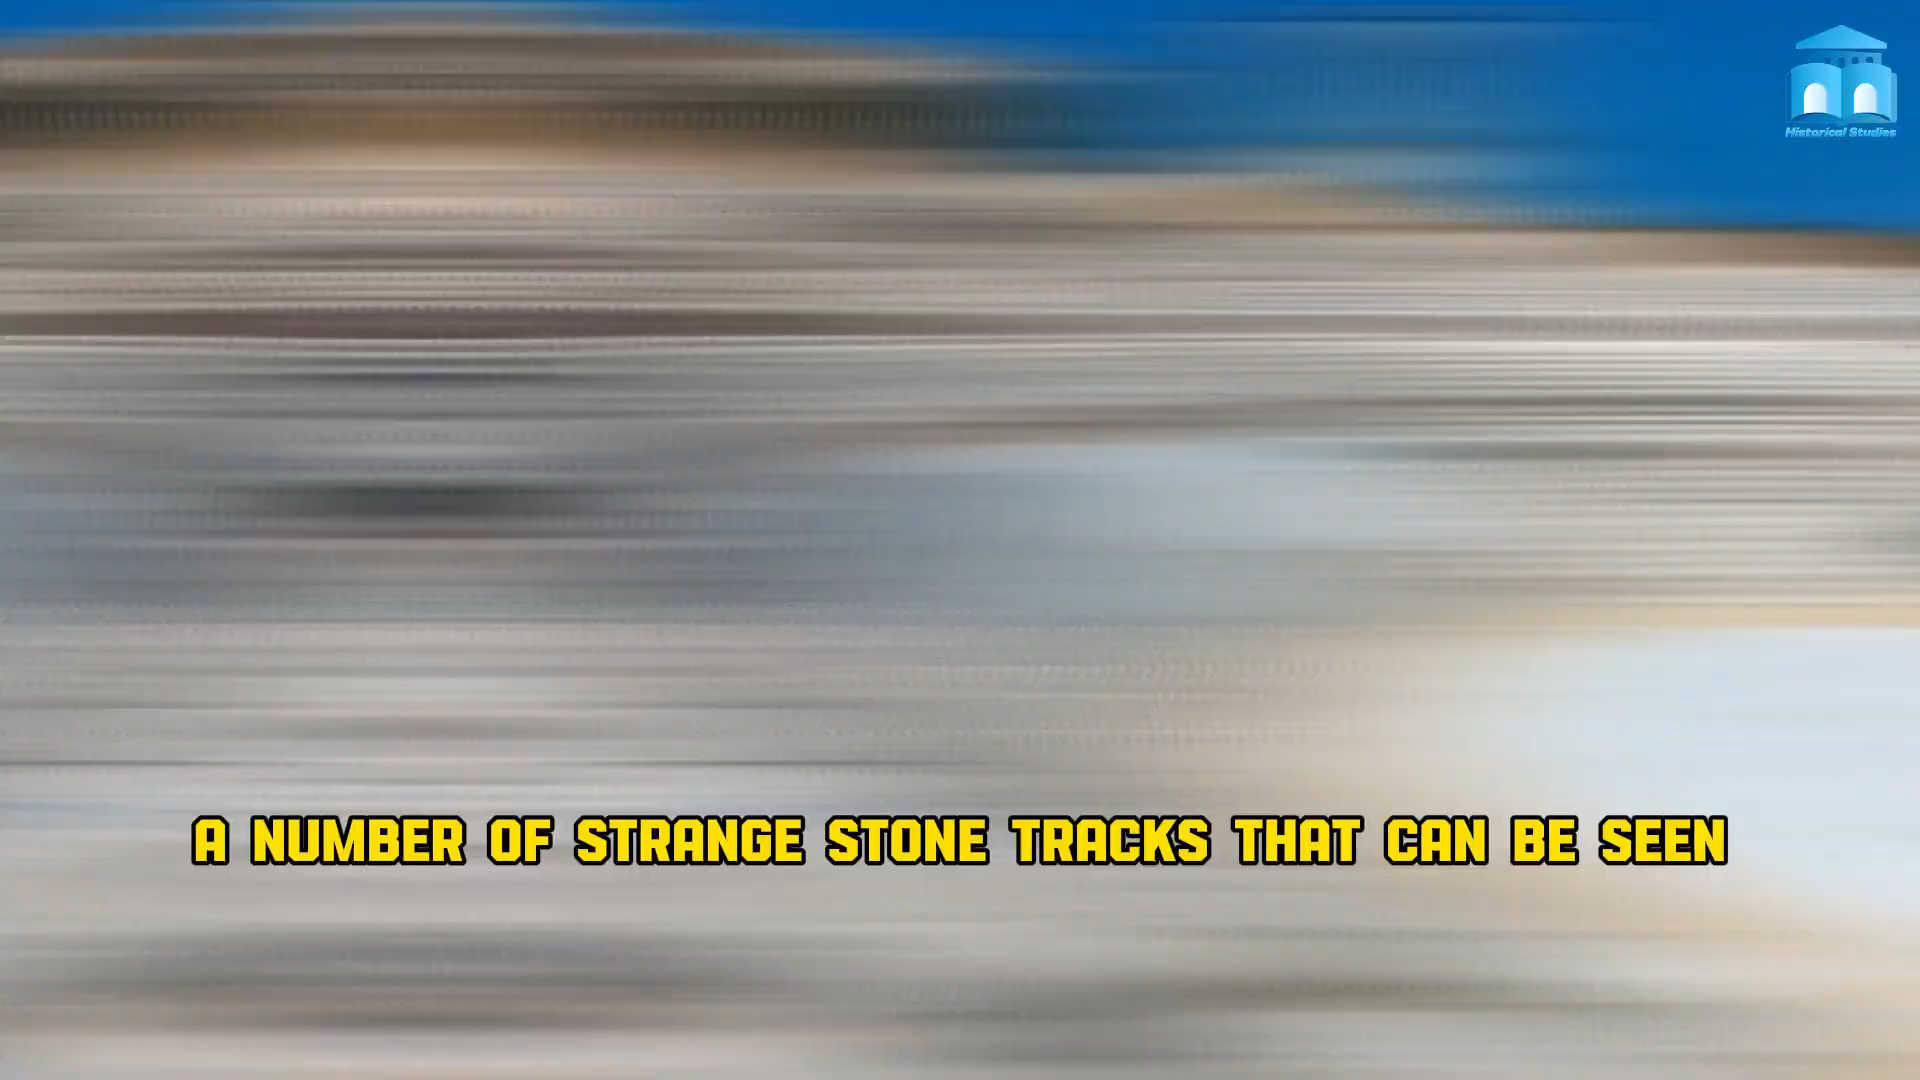 Historical Studies
A NUMBER OF STRANGE STONE TRACKS THAT CAN BE SEEN